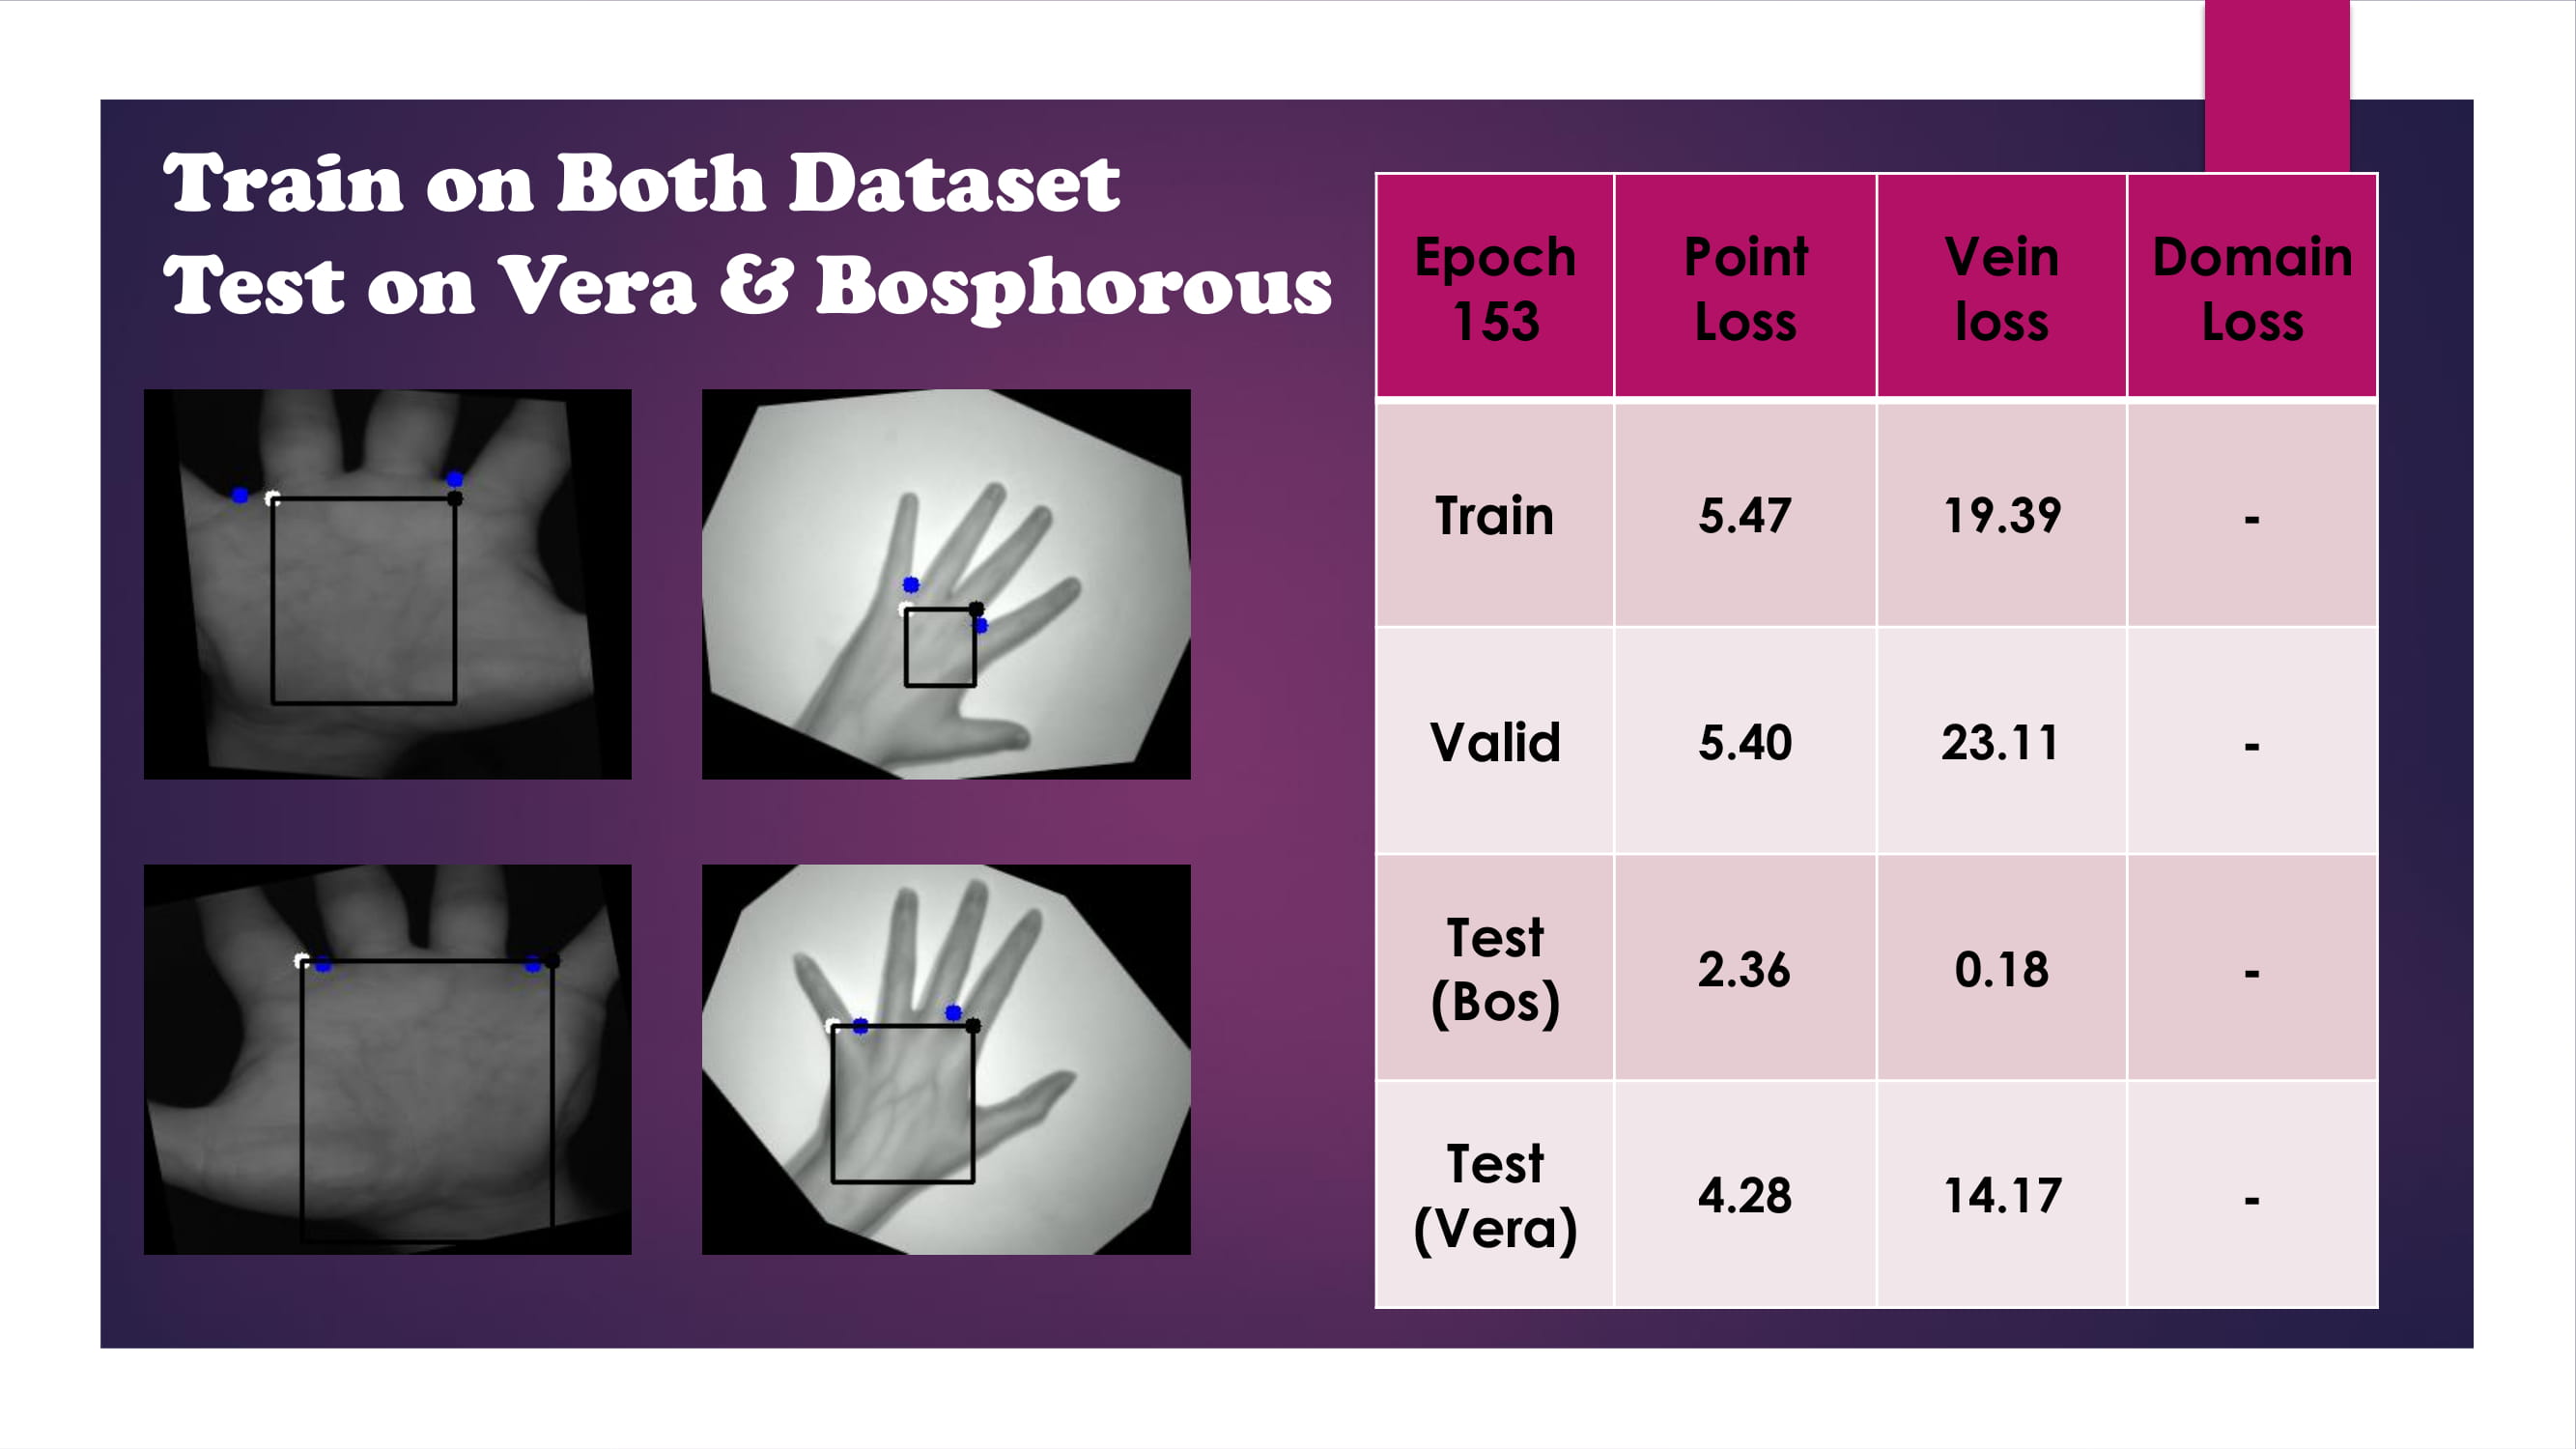 Train on Both Dataset
Test on Vera & Bosphorous
Epoch 153 Point Loss Vein loss Domain Loss
Train 5.47 19.39 -
Valid 5.40 23.11 -
Test (Bos) 2.36 0.18 -
Test (Vera) 4.28 14.17 -